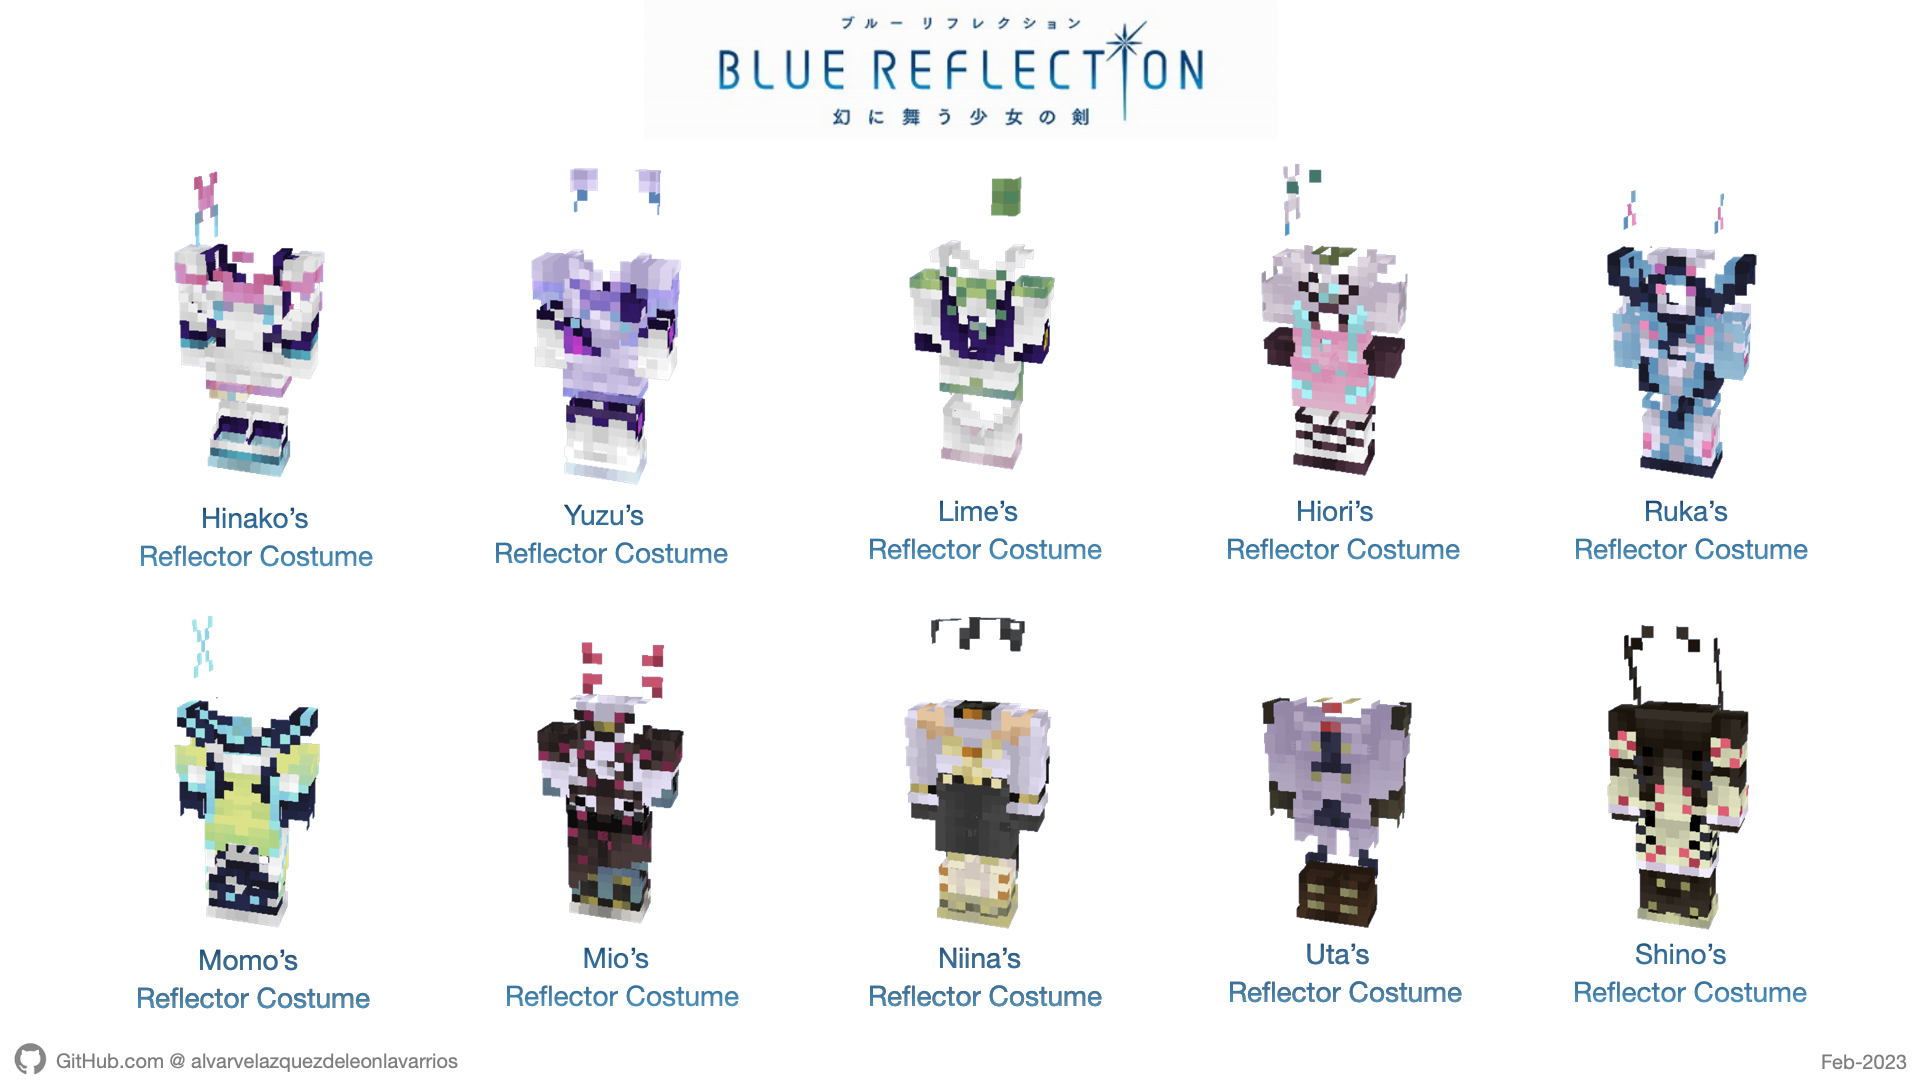 ブルーリフレクション
BLUE REFLECTION
幻に舞う少女の剣
Hinako’s
Reflector Costume
Yuzu’s
Reflector Costume
Lime’s
Reflector Costume
Hiori’s
Reflector Costume
Ruka’s
Reflector Costume
Momo’s
Reflector Costume
Mio’s
Reflector Costume
Niina’s
Reflector Costume
Uta’s
Reflector Costume
Shino’s
Reflector Costume
GitHub.com @ alvarvelazquezdeleonlavarrios
Feb-2023